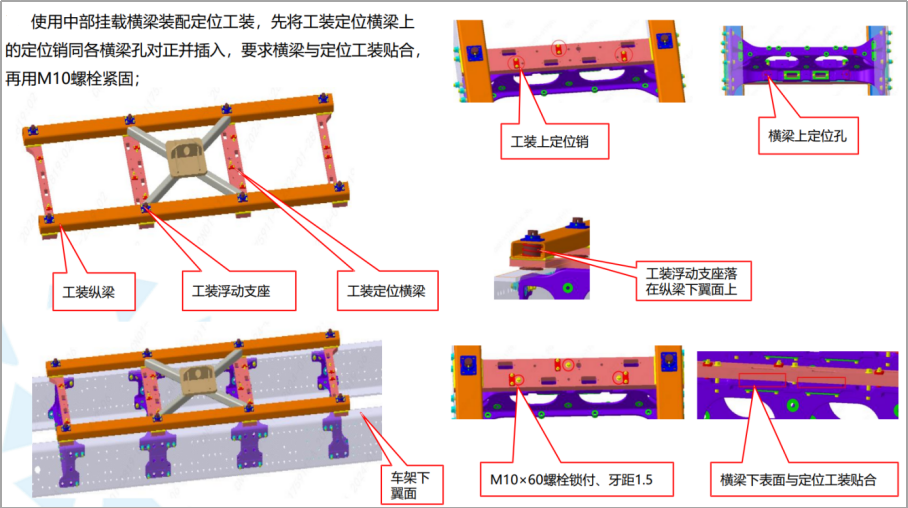 使用中部挂载横梁装配定位工装，先将工装定位横梁上
的定位销同各横梁孔对正并插入，要求横梁与定位工装贴合，
再用M10螺栓紧固；
工装上定位销
横梁上定位孔
工装纵梁
工装浮动支座
工装定位横梁
工装浮动支座落
在纵梁下翼面上
车架下
翼面
M10×60螺栓锁付、牙距1.5
横梁下表面与定位工装贴合